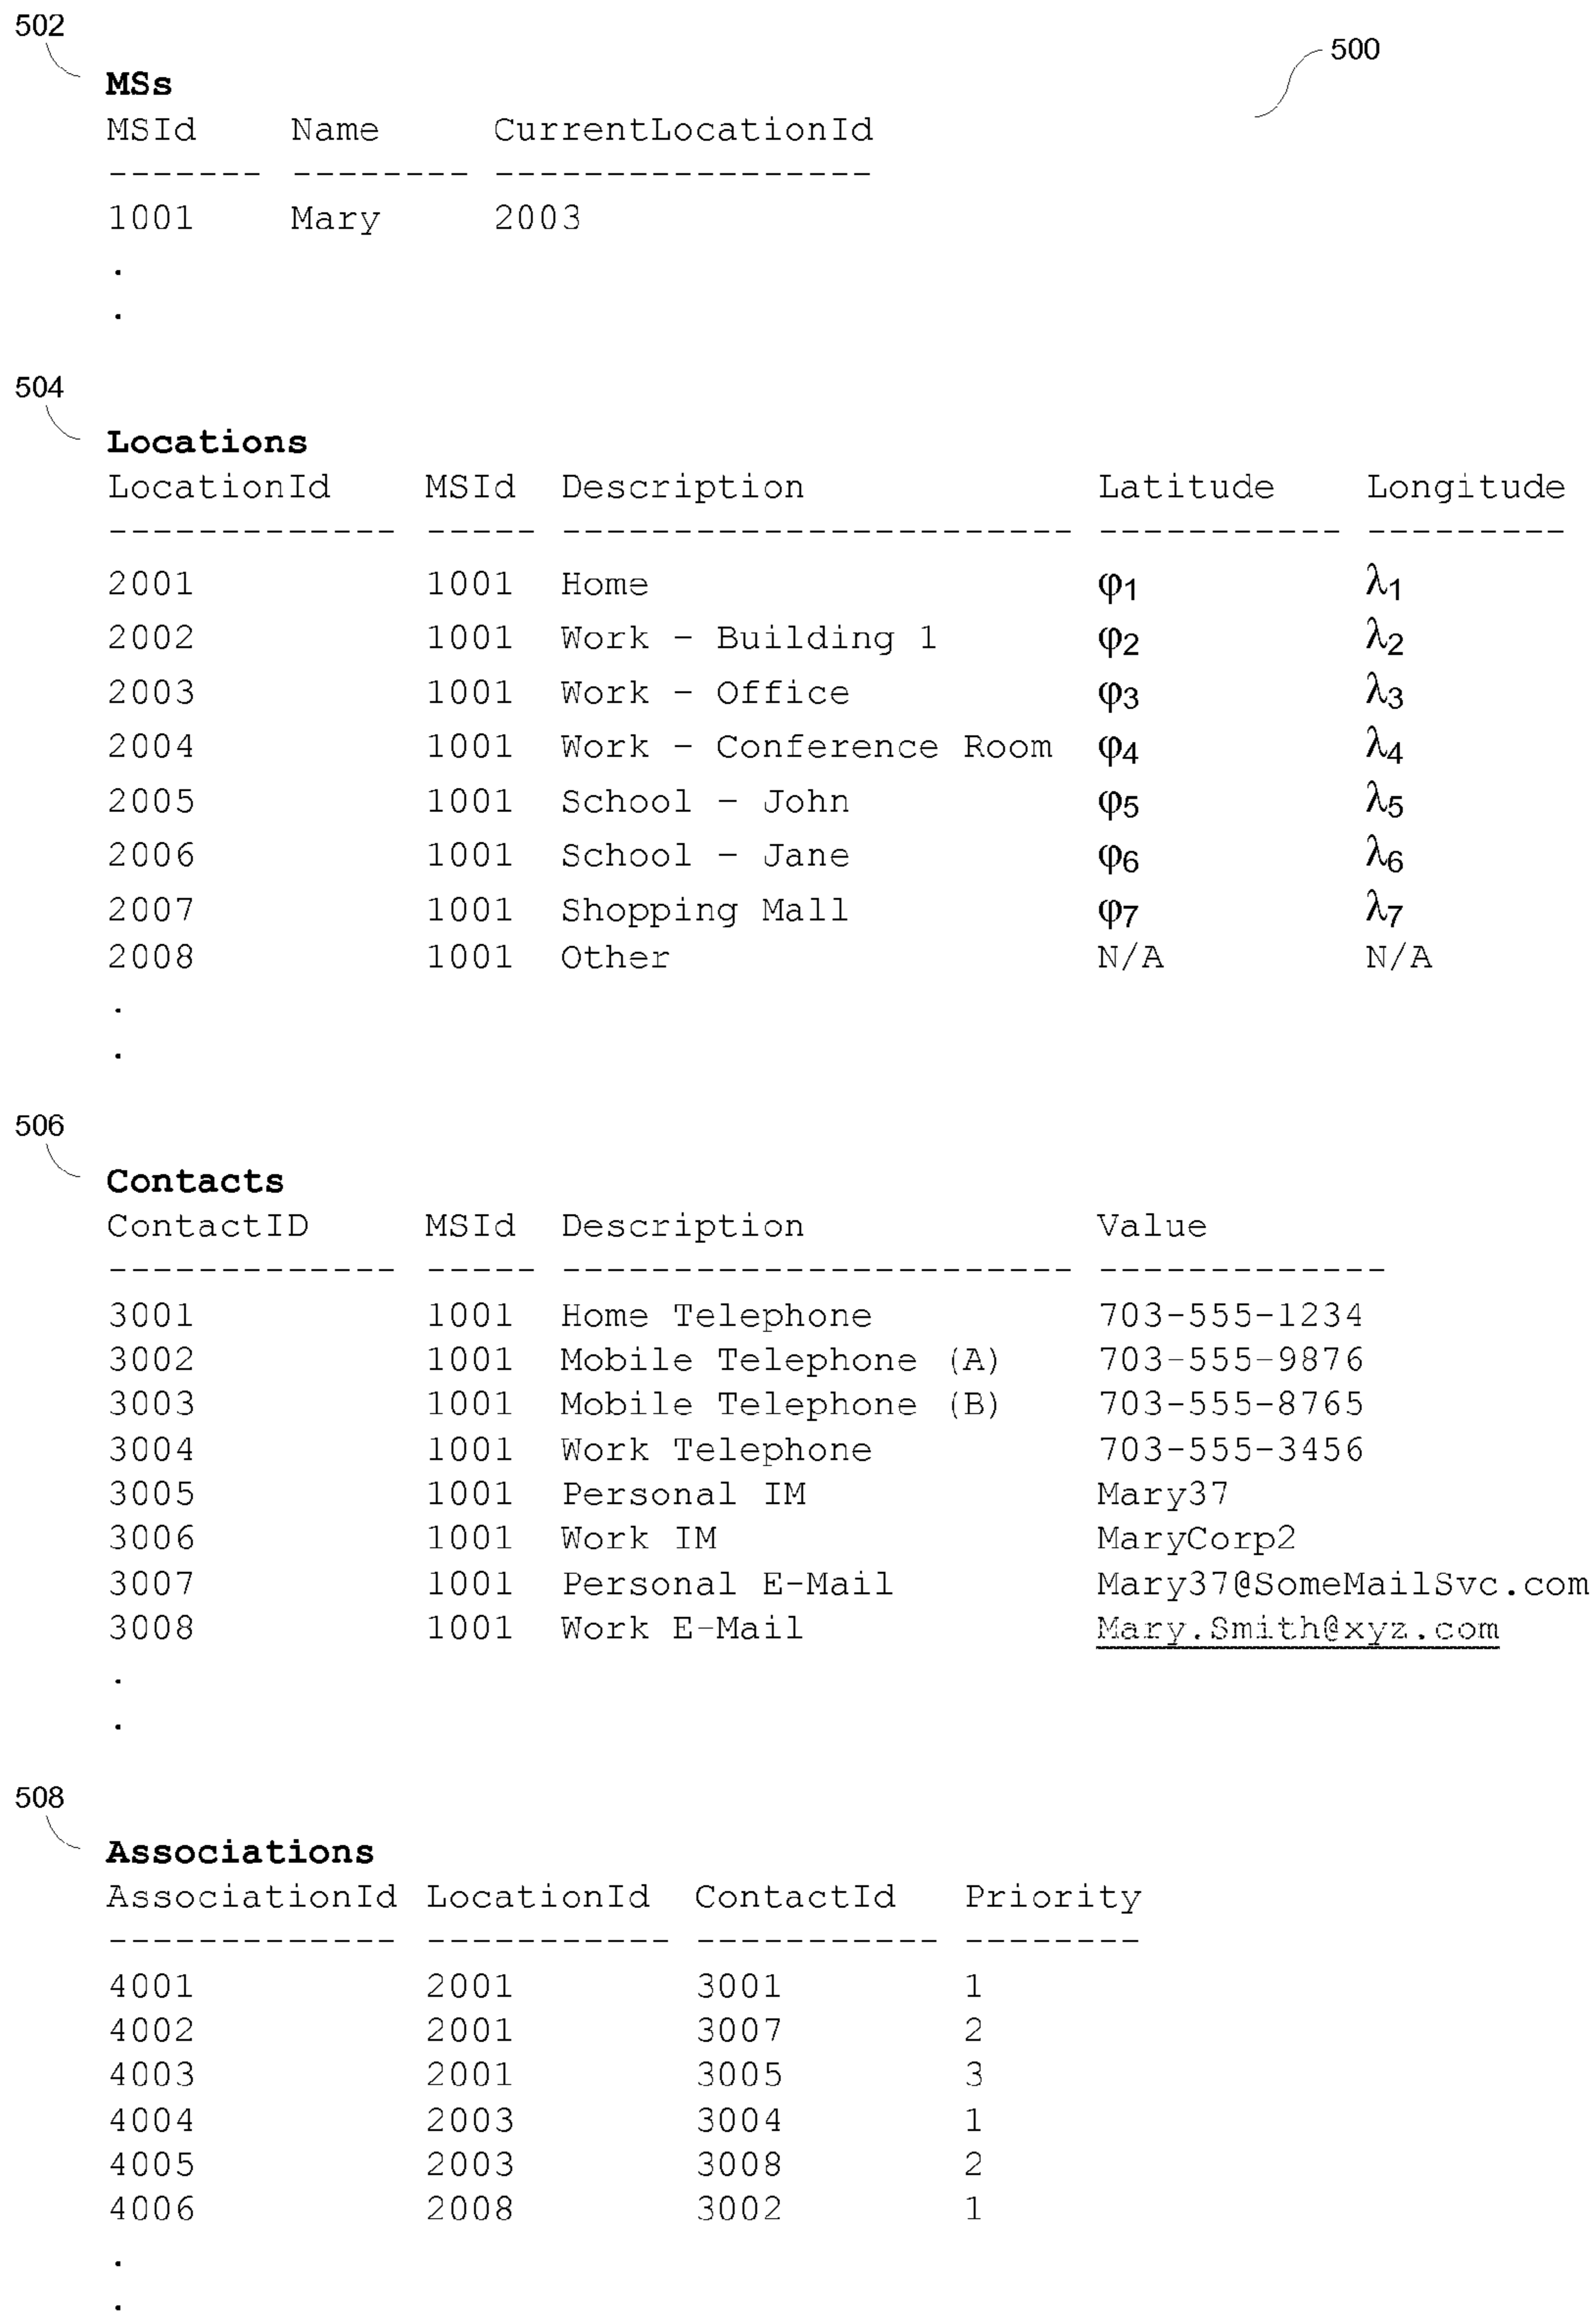 502
500
MSs
MSId Name CurrentLocationId
------- -------- -----------------
1001 Mary 2003
.
.
504
Locations
LocationId MSId Description Latitude Longitude
------------- ----- ----------------------- ----------- ---------
2001 1001 Home φ1 λ1
2002 1001 Work - Building 1 φ2 λ2
2003 1001 Work - Office φ3 λ3
2004 1001 Work - Conference Room φ4 λ4
2005 1001 School - John φ5 λ5
2006 1001 School - Jane φ6 λ6
2007 1001 Shopping Mall φ7 λ7
2008 1001 Other N/A N/A
.
.
506
Contacts
ContactID MSId Description Value
------------- ----- ----------------------- -------------
3001 1001 Home Telephone 703-555-1234
3002 1001 Mobile Telephone (A) 703-555-9876
3003 1001 Mobile Telephone (B) 703-555-8765
3004 1001 Work Telephone 703-555-3456
3005 1001 Personal IM Mary37
3006 1001 Work IM MaryCorp2
3007 1001 Personal E-Mail Mary37@SomeMailSvc.com
3008 1001 Work E-Mail Mary.Smith@xyz.com
.
.
508
Associations
AssociationId LocationId ContactId Priority
------------- ----------- ----------- --------
4001 2001 3001 1
4002 2001 3007 2
4003 2001 3005 3
4004 2003 3004 1
4005 2003 3008 2
4006 2008 3002 1
.
.